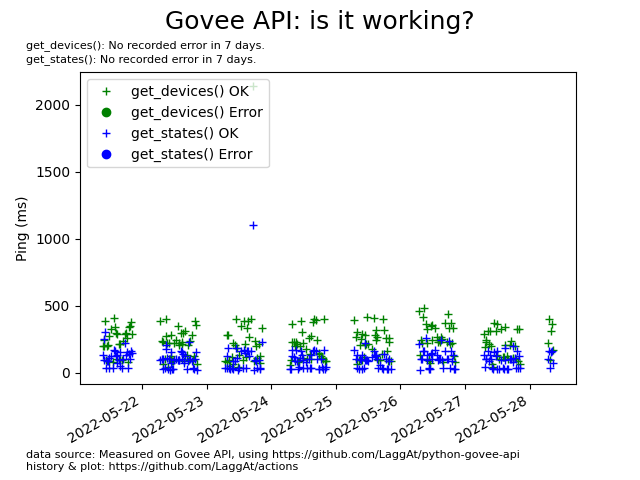 Govee API: is it working?
get_devices(): No recorded error in 7 days.
get_states(): No recorded error in 7 days.
get_devices() OK
get_devices() Error
get_states() OK
get_states() Error
Ping (ms)
2000
1500
1000
500
0
2022-05-22
2022-05-23
2022-05-24
2022-05-25
2022-05-26
2022-05-27
2022-05-28
data source: Measured on Govee API, using https://github.com/LaggAt/python-govee-api
history & plot: https://github.com/LaggAt/actions